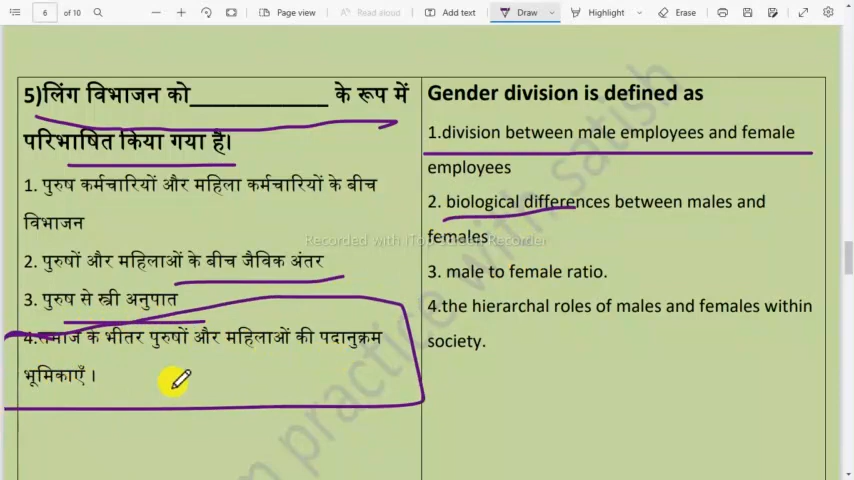 6 of 10
Page view
Read aloud
Add text
Draw
Highlight
Erase
5)लिंग विभाजन को____________ के रूप में
परिभाषित किया गया है।
1. पुरुष कर्मचारियों और महिला कर्मचारियों के बीच
विभाजन
2. पुरुषों और महिलाओं के बीच जैविक अंतर
3. पुरुष से स्त्री अनुपात
4.समाज के भीतर पुरुषों और महिलाओं की पदानुक्रम
भूमिकाएँ ।
Gender division is defined as
1.division between male employees and female
employees
2. biological differences between males and
females
3. male to female ratio.
4.the hierarchal roles of males and females within
society.
Recorded with iTop Screen Recorder
m practice with satish